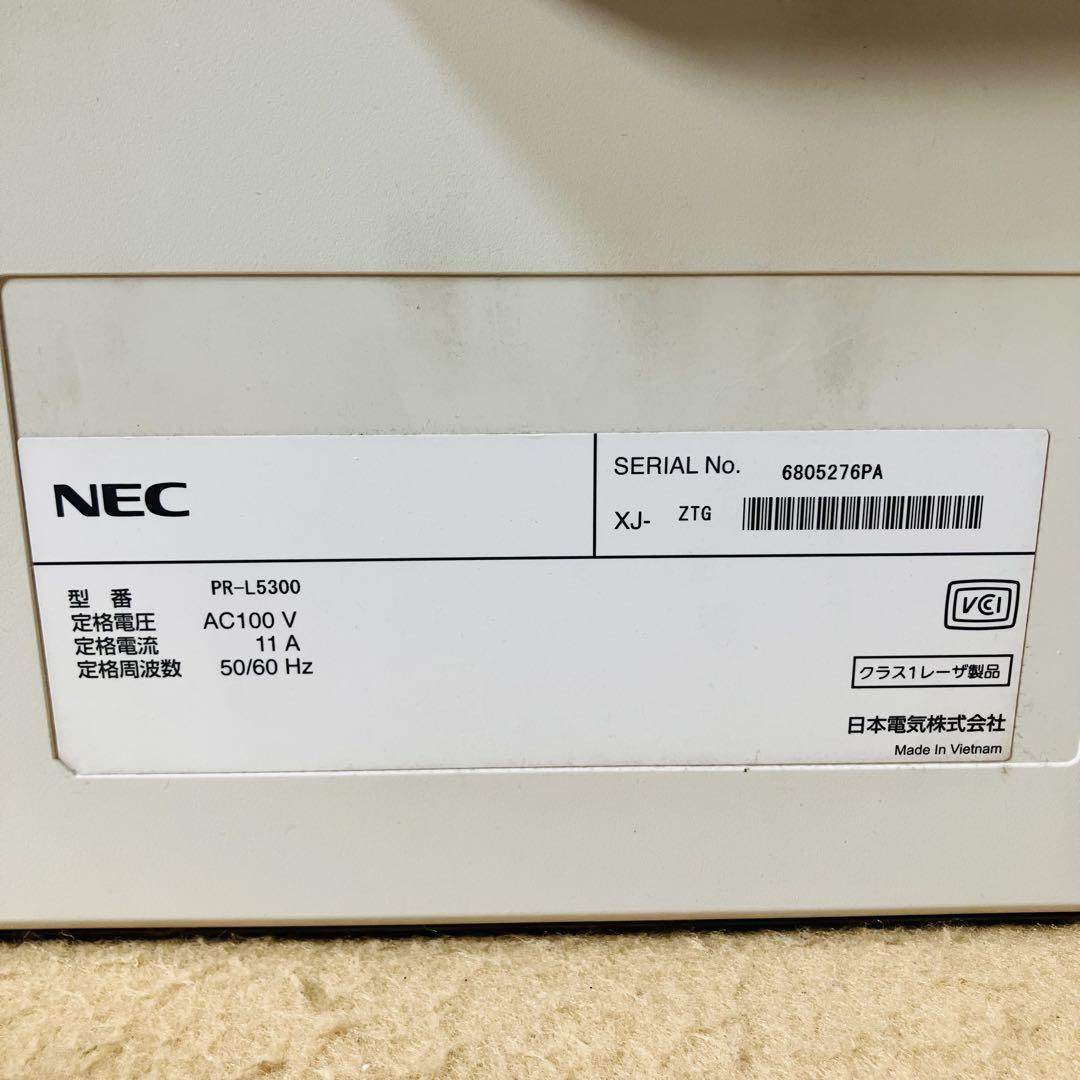 NEC
SERIAL No. 6805276PA
XJ- ZTG
型 番 PR-L5300
定格電圧 AC100 V
定格電流 11 A
定格周波数 50/60 Hz
VCI
クラス1レーザ製品
日本電気株式会社
Made In Vietnam